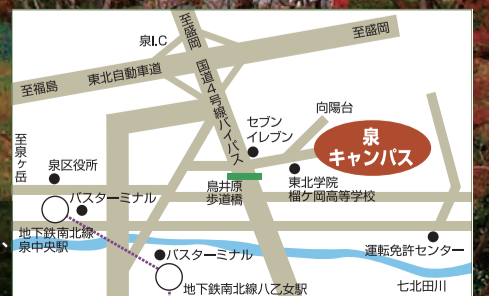 至盛岡
泉I.C
至盛岡
至福島
東北自動車道
国道4号線バイパス
セブン
イレブン
向陽台
泉
キャンパス
至泉ヶ岳
泉区役所
鳥井原
歩道橋
東北学院
榴ケ岡高等学校
バスターミナル
地下鉄南北線
泉中央駅
バスターミナル
運転免許センター
地下鉄南北線八乙女駅
七北田川
、